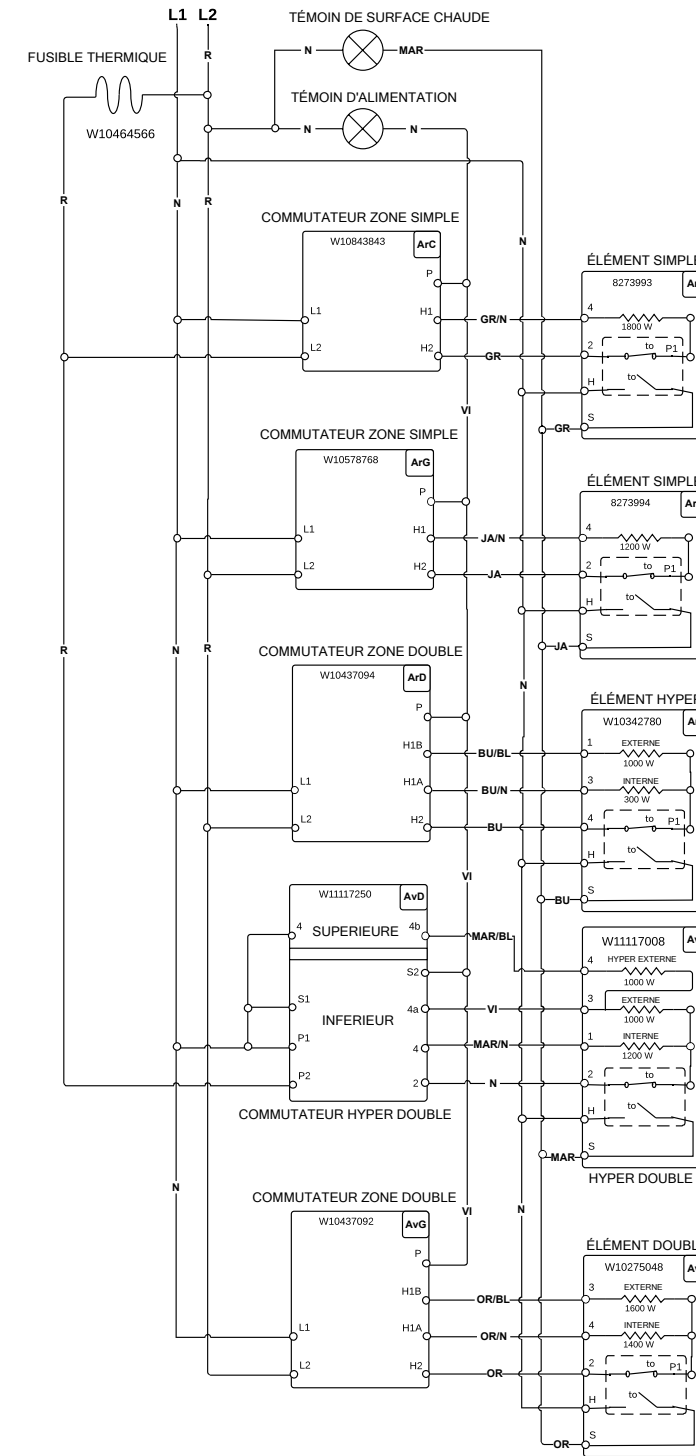 L1 L2
TÉMOIN DE SURFACE CHAUDE
R
N
MAR
FUSIBLE THERMIQUE
TÉMOIN D'ALIMENTATION
N
N
W10464566
R
N
R
COMMUTATEUR ZONE SIMPLE
W10843843
ArC
P
N
ÉLÉMENT SIMPLE
8273993
L1
H1
GR/N
4
1800 W
L2
H2
GR
2
to
P1
H
to
VI
S
GR
COMMUTATEUR ZONE SIMPLE
W10578768
ArG
P
ÉLÉMENT SIMPLE
8273994
L1
H1
JA/N
4
1200 W
L2
H2
JA
2
to
P1
H
to
S
JA
R
N
R
COMMUTATEUR ZONE DOUBLE
W10437094
ArD
P
N
ÉLÉMENT HYPER
W10342780
H1B
BU/BL
1
EXTERNE
1000 W
L1
H1A
BU/N
3
INTERNE
300 W
L2
H2
BU
4
to
P1
H
to
VI
S
BU
W11117250
AvD
4
SUPERIEURE
4b
MAR/BL
W11117008
4
HYPER EXTERNE
1000 W
S2
S1
INFERIEUR
4a
VI
3
EXTERNE
1000 W
P1
4
MAR/N
1
INTERNE
1200 W
P2
2
N
2
to
H
to
COMMUTATEUR HYPER DOUBLE
S
MAR
HYPER DOUBLE
N
COMMUTATEUR ZONE DOUBLE
VI
N
W10437092
AvG
P
ÉLÉMENT DOUBL
W10275048
H1B
OR/BL
3
EXTERNE
1600 W
L1
H1A
OR/N
4
INTERNE
1400 W
L2
H2
OR
2
to
P1
H
to
S
OR